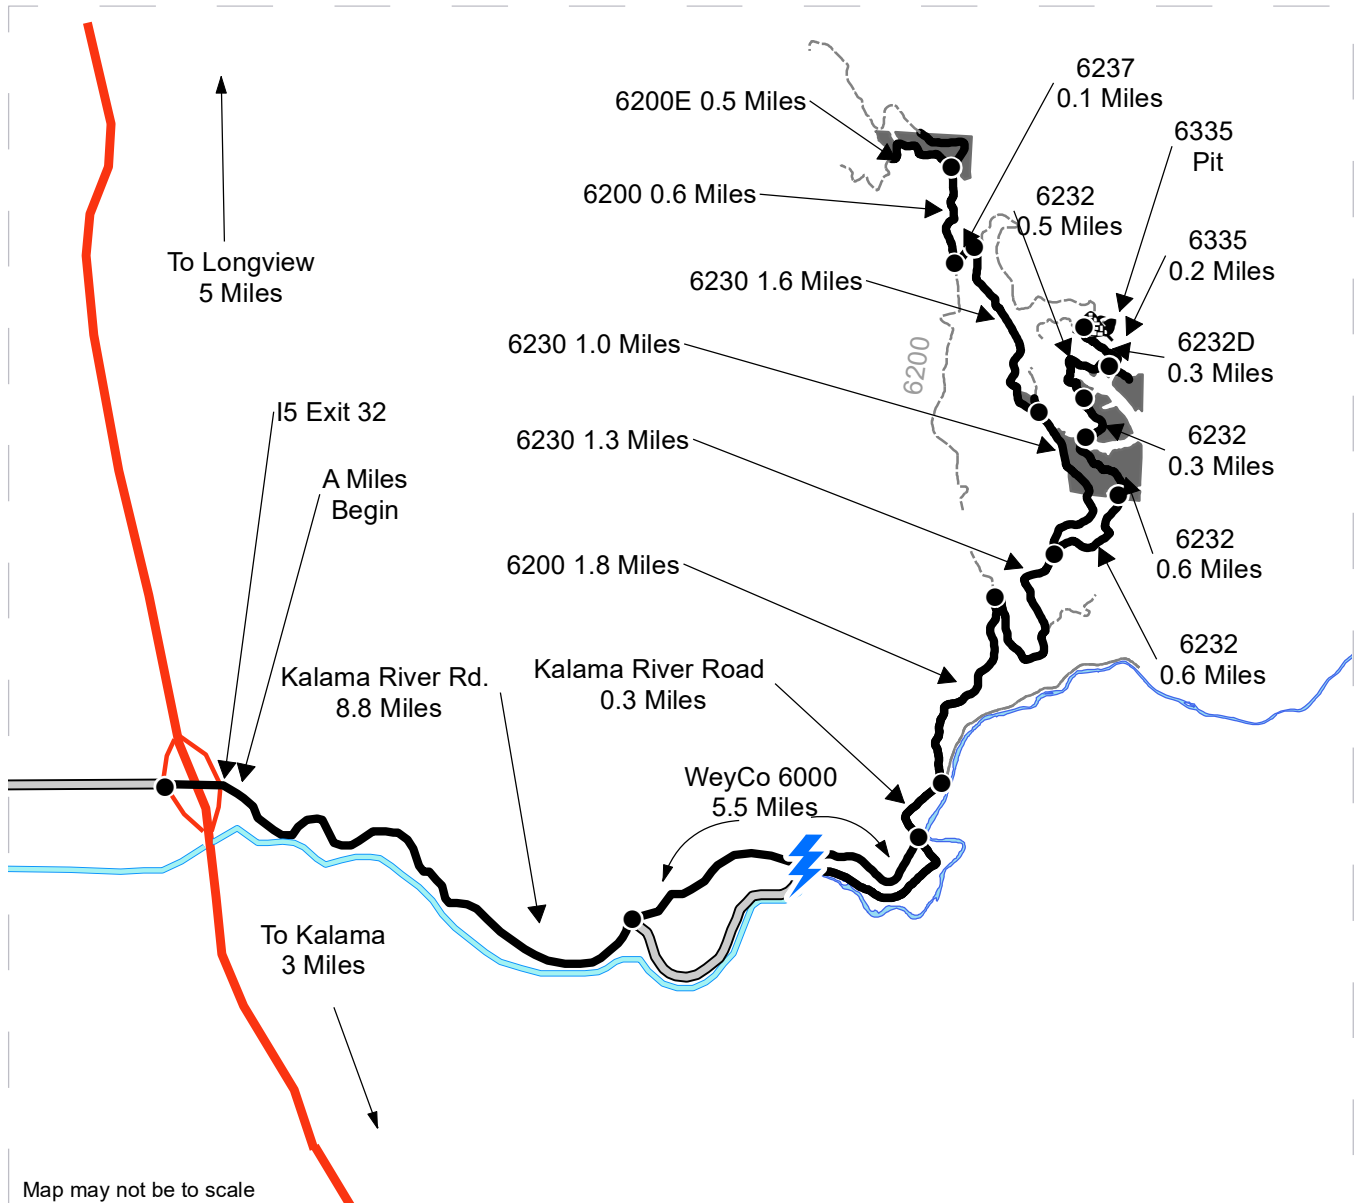 6237
0.1 Miles
6200E 0.5 Miles
6335
Pit
6200 0.6 Miles
6232
0.5 Miles
6335
0.2 Miles
To Longview
5 Miles
6230 1.6 Miles
6230 1.0 Miles
6232D
0.3 Miles
6200
I5 Exit 32
6230 1.3 Miles
6232
0.3 Miles
A Miles
Begin
6200 1.8 Miles
6232
0.6 Miles
6232
0.6 Miles
Kalama River Rd.
8.8 Miles
Kalama River Road
0.3 Miles
WeyCo 6000
5.5 Miles
To Kalama
3 Miles
Map may not be to scale